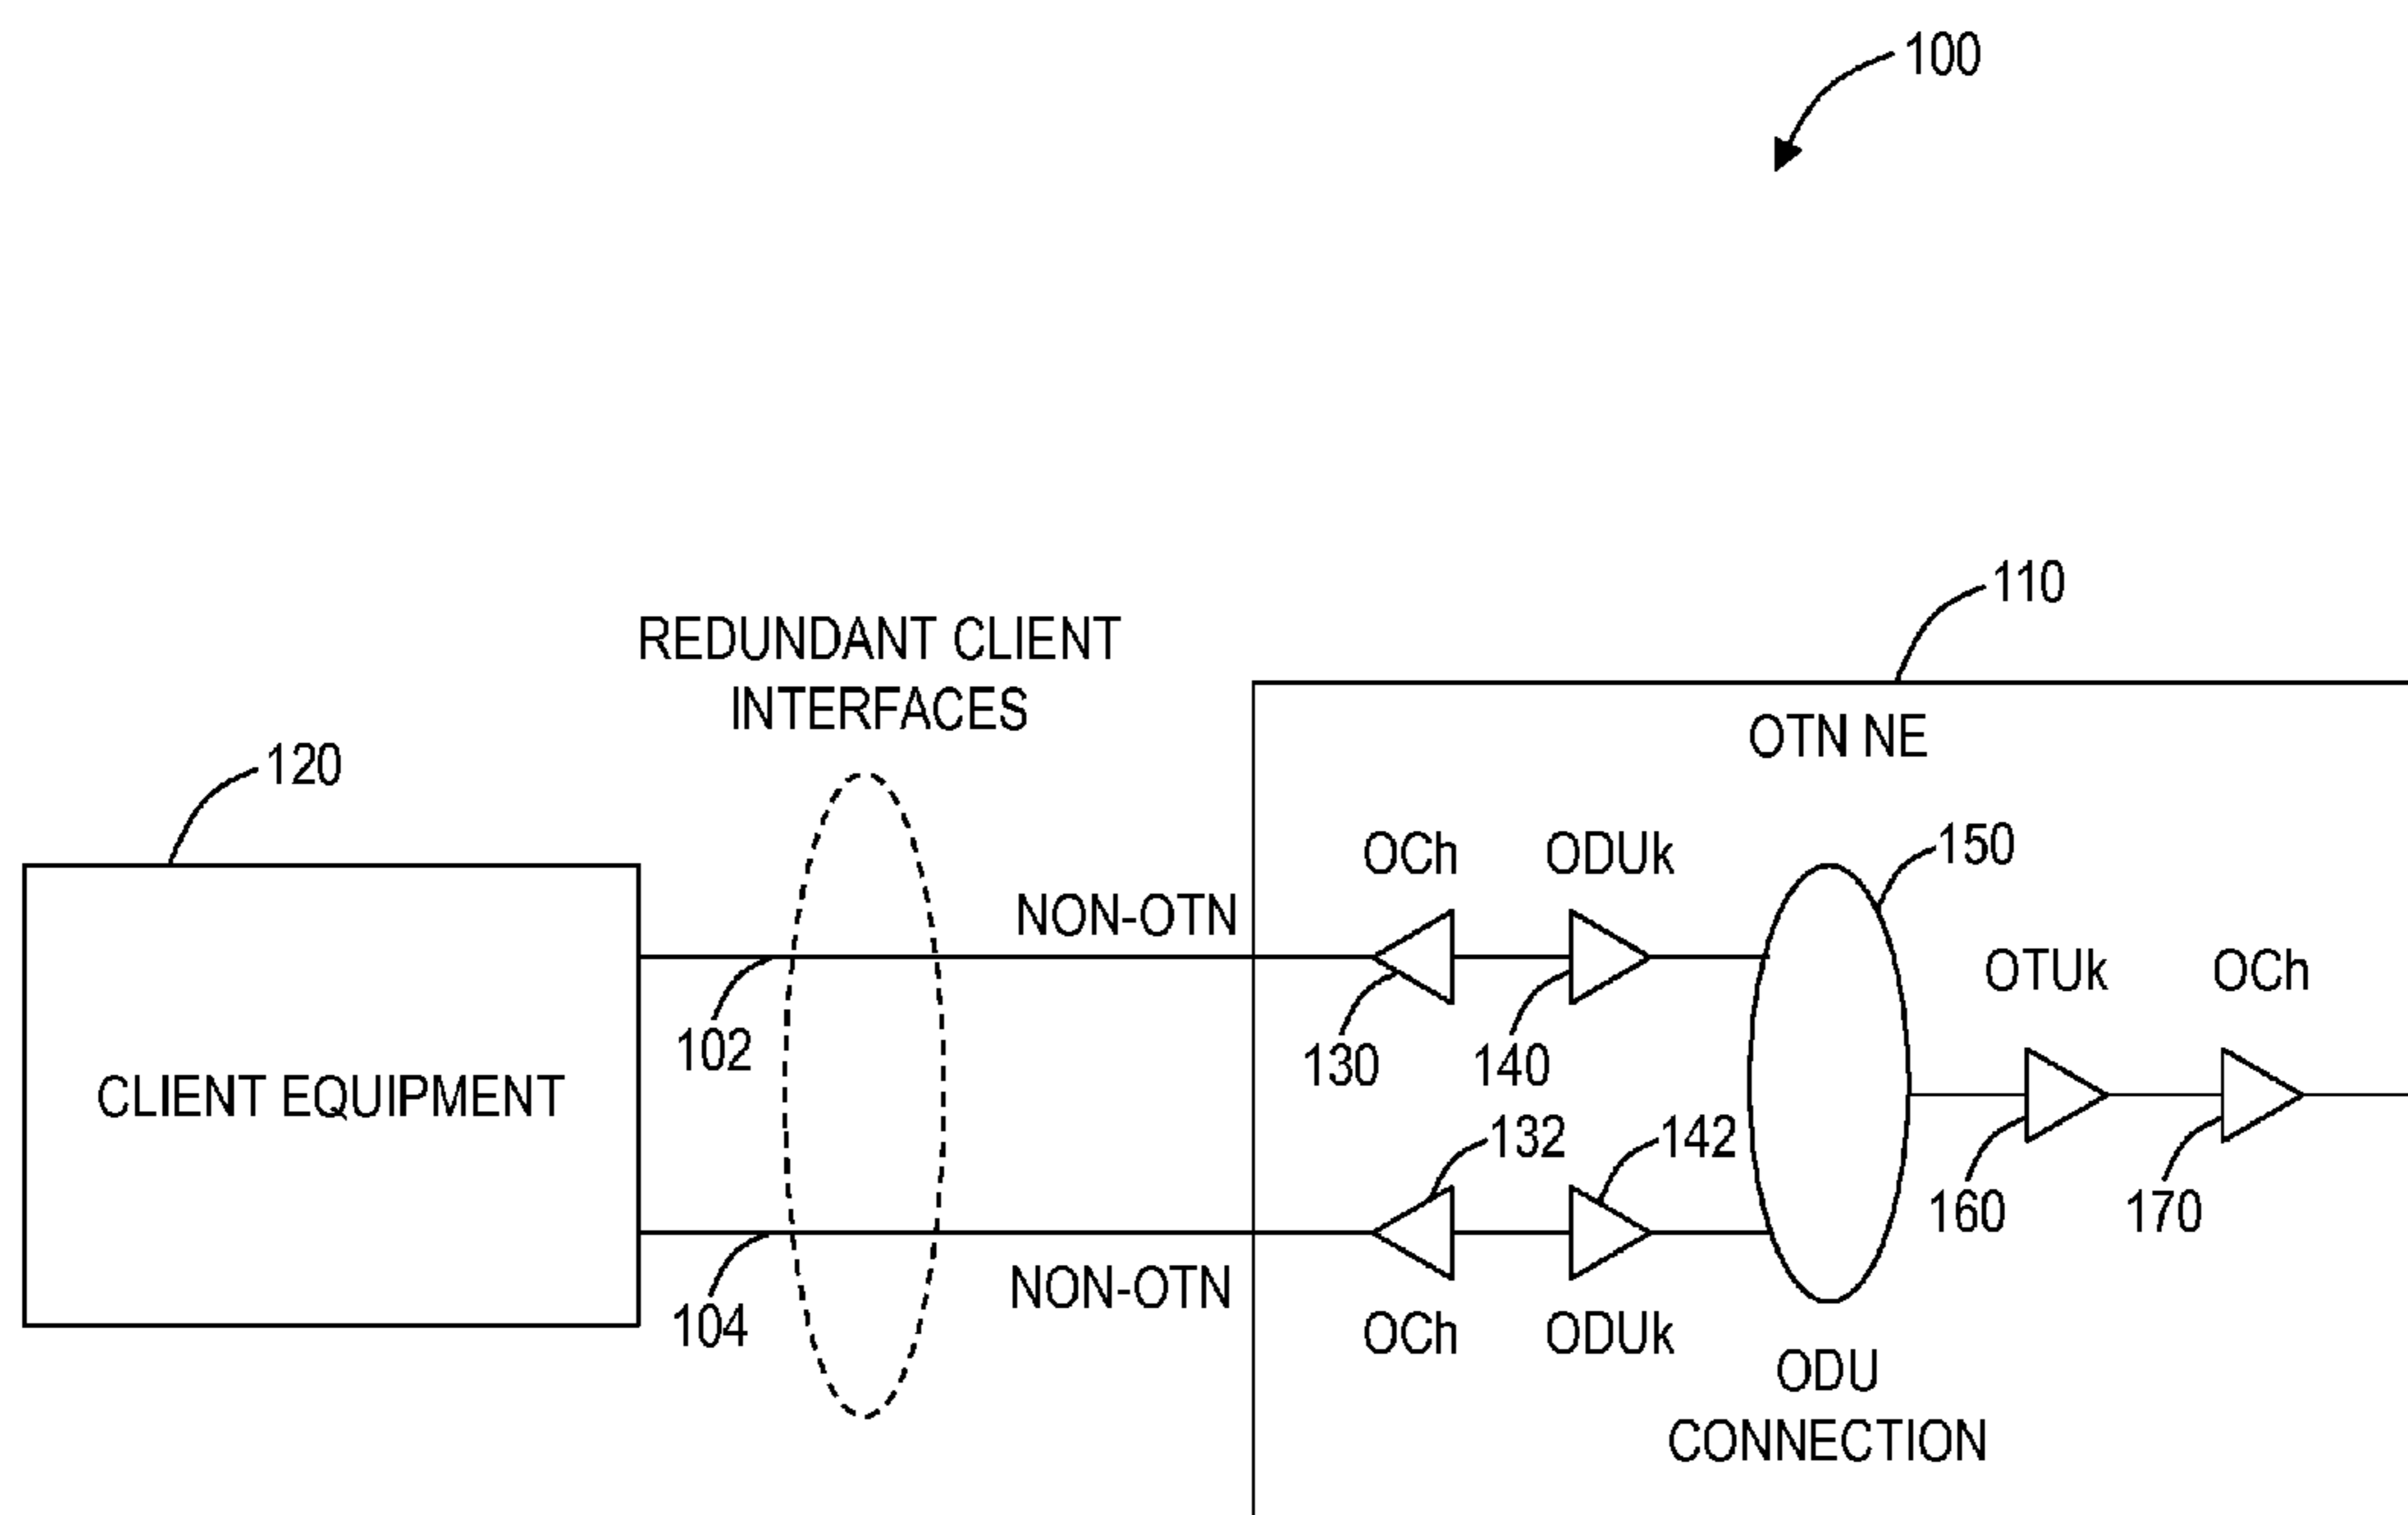 100
110
REDUNDANT CLIENT
INTERFACES
OTN NE
120
OCh
ODUk
150
NON-OTN
OTUk
OCh
102
130
140
CLIENT EQUIPMENT
132
142
160
170
NON-OTN
104
OCh
ODUk
ODU
CONNECTION